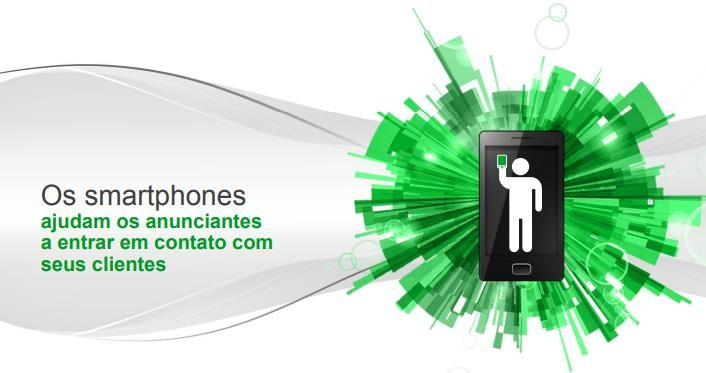 Os smartphones
ajudam os anunciantes
a entrar em contato com
seus clientes